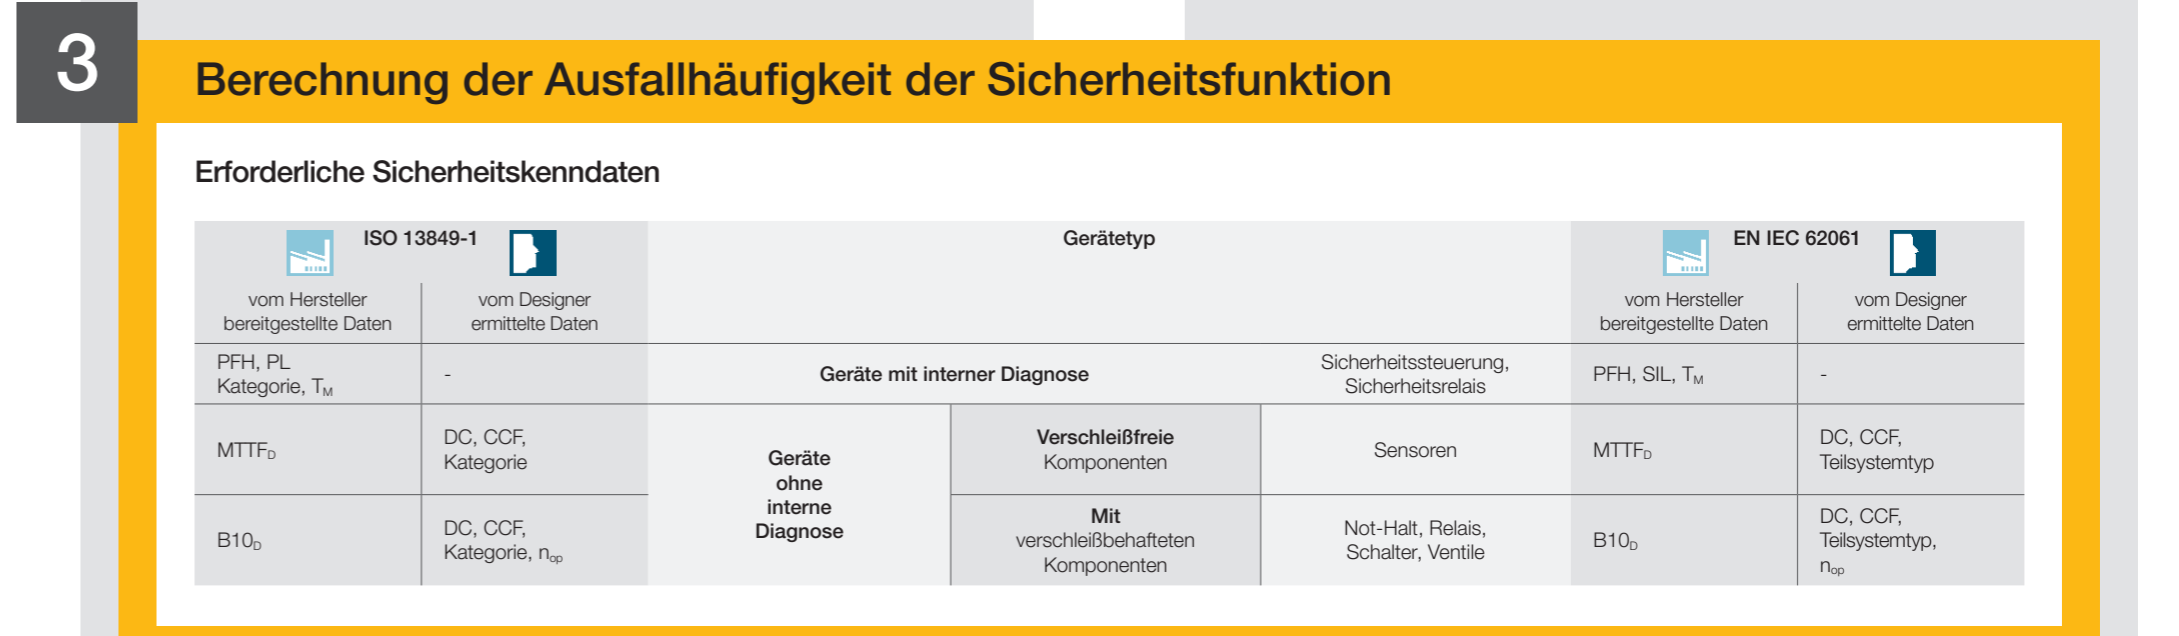 3
Berechnung der Ausfallhäufigkeit der Sicherheitsfunktion
Erforderliche Sicherheitskenndaten
ISO 13849-1
Gerätetyp
EN IEC 62061
vom Hersteller
bereitgestellte Daten
vom Designer
ermittelte Daten
vom Hersteller
bereitgestellte Daten
vom Designer
ermittelte Daten
PFH, PL
Kategorie, TM
-
Geräte mit interner Diagnose
Sicherheitssteuerung,
Sicherheitsrelais
PFH, SIL, TM
-
MTTFD
DC, CCF,
Kategorie
Geräte
ohne
interne
Diagnose
Verschleißfreie
Komponenten
Sensoren
MTTFD
DC, CCF,
Teilsystemtyp
B10D
DC, CCF,
Kategorie, nop
Mit
verschleißbehafteten
Komponenten
Not-Halt, Relais,
Schalter, Ventile
B10D
DC, CCF,
Teilsystemtyp,
nop